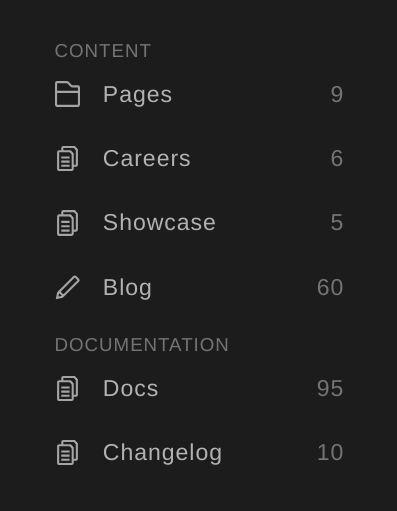 CONTENT
Pages 9
Careers 6
Showcase 5
Blog 60
DOCUMENTATION
Docs 95
Changelog 10